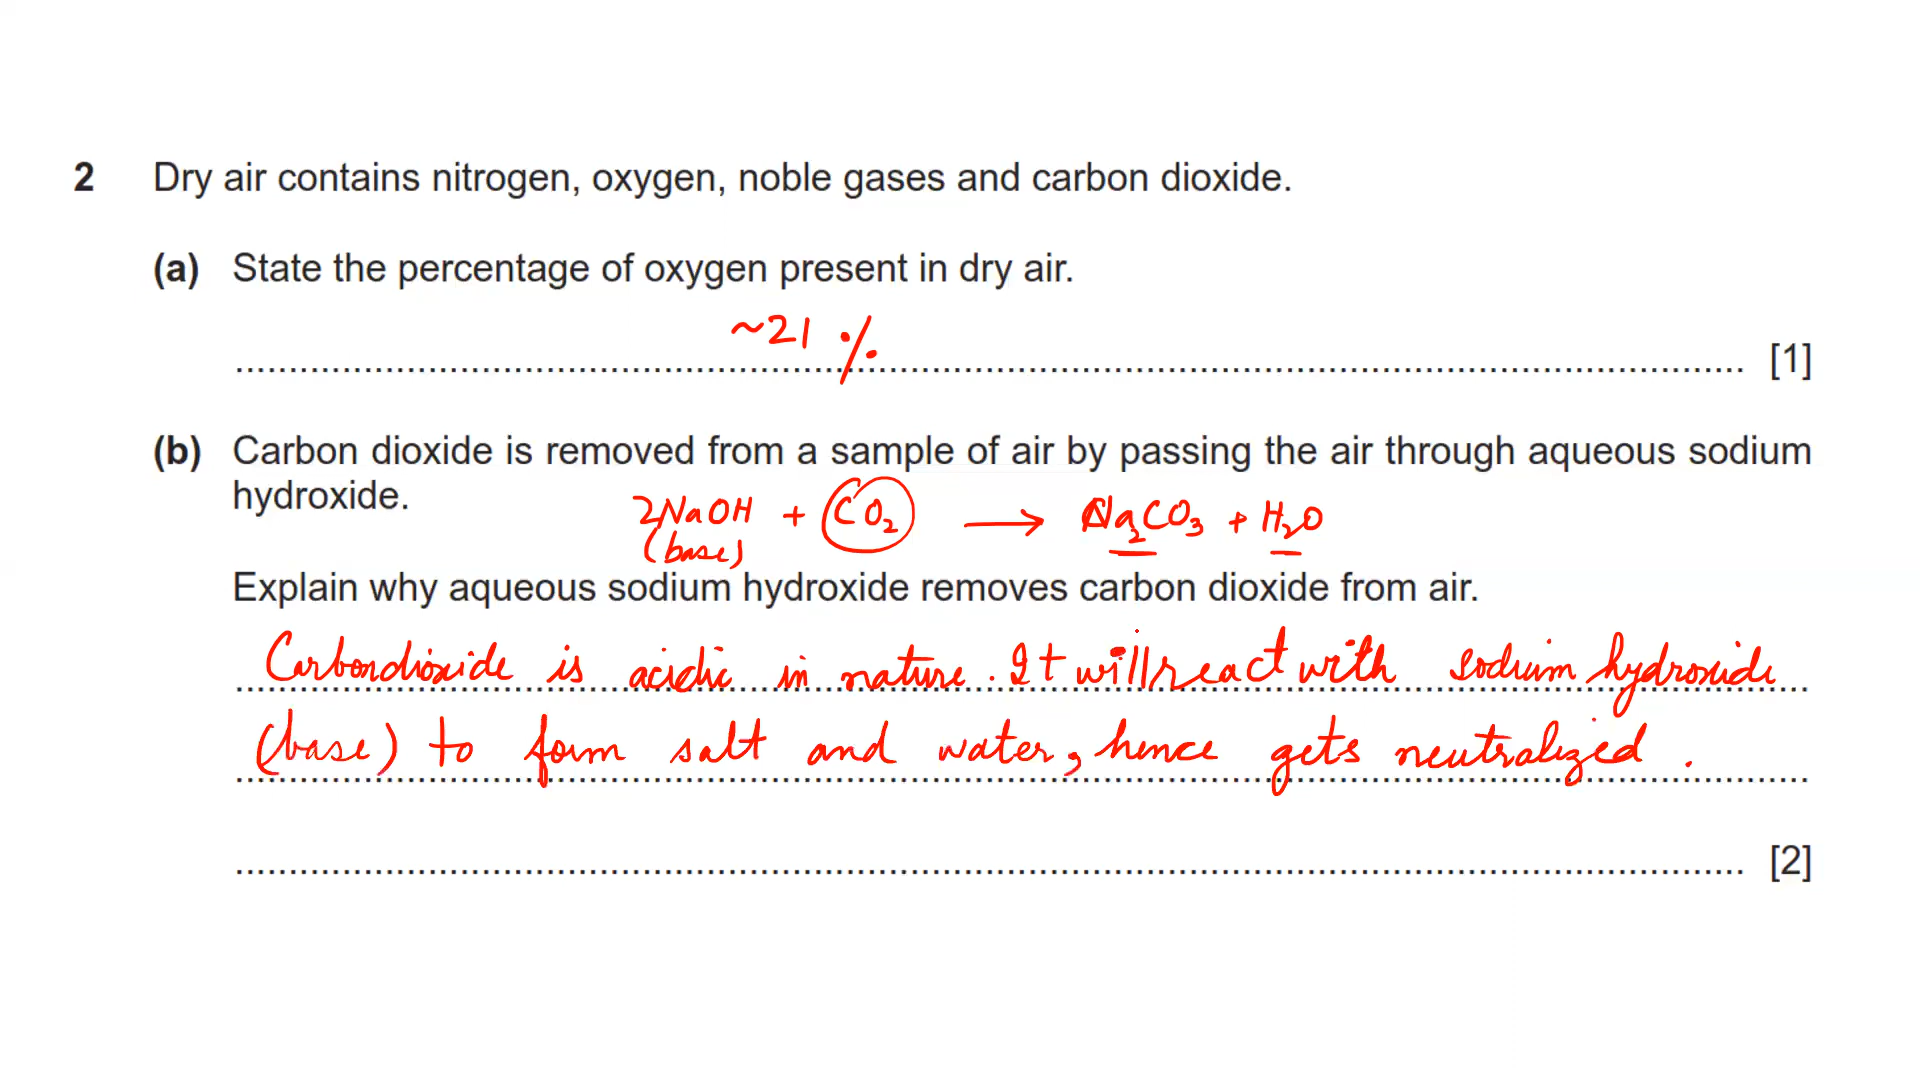 2 Dry air contains nitrogen, oxygen, noble gases and carbon dioxide.
(a) State the percentage of oxygen present in dry air.
~21 %
[1]
(b) Carbon dioxide is removed from a sample of air by passing the air through aqueous sodium
hydroxide.
2NaOH + CO₂ → Na₂CO₃ + H₂O
(base)
Explain why aqueous sodium hydroxide removes carbon dioxide from air.
Carbondioxide is acidic in nature. It will react with sodium hydroxide
(base) to form salt and water, hence gets neutralized.
[2]